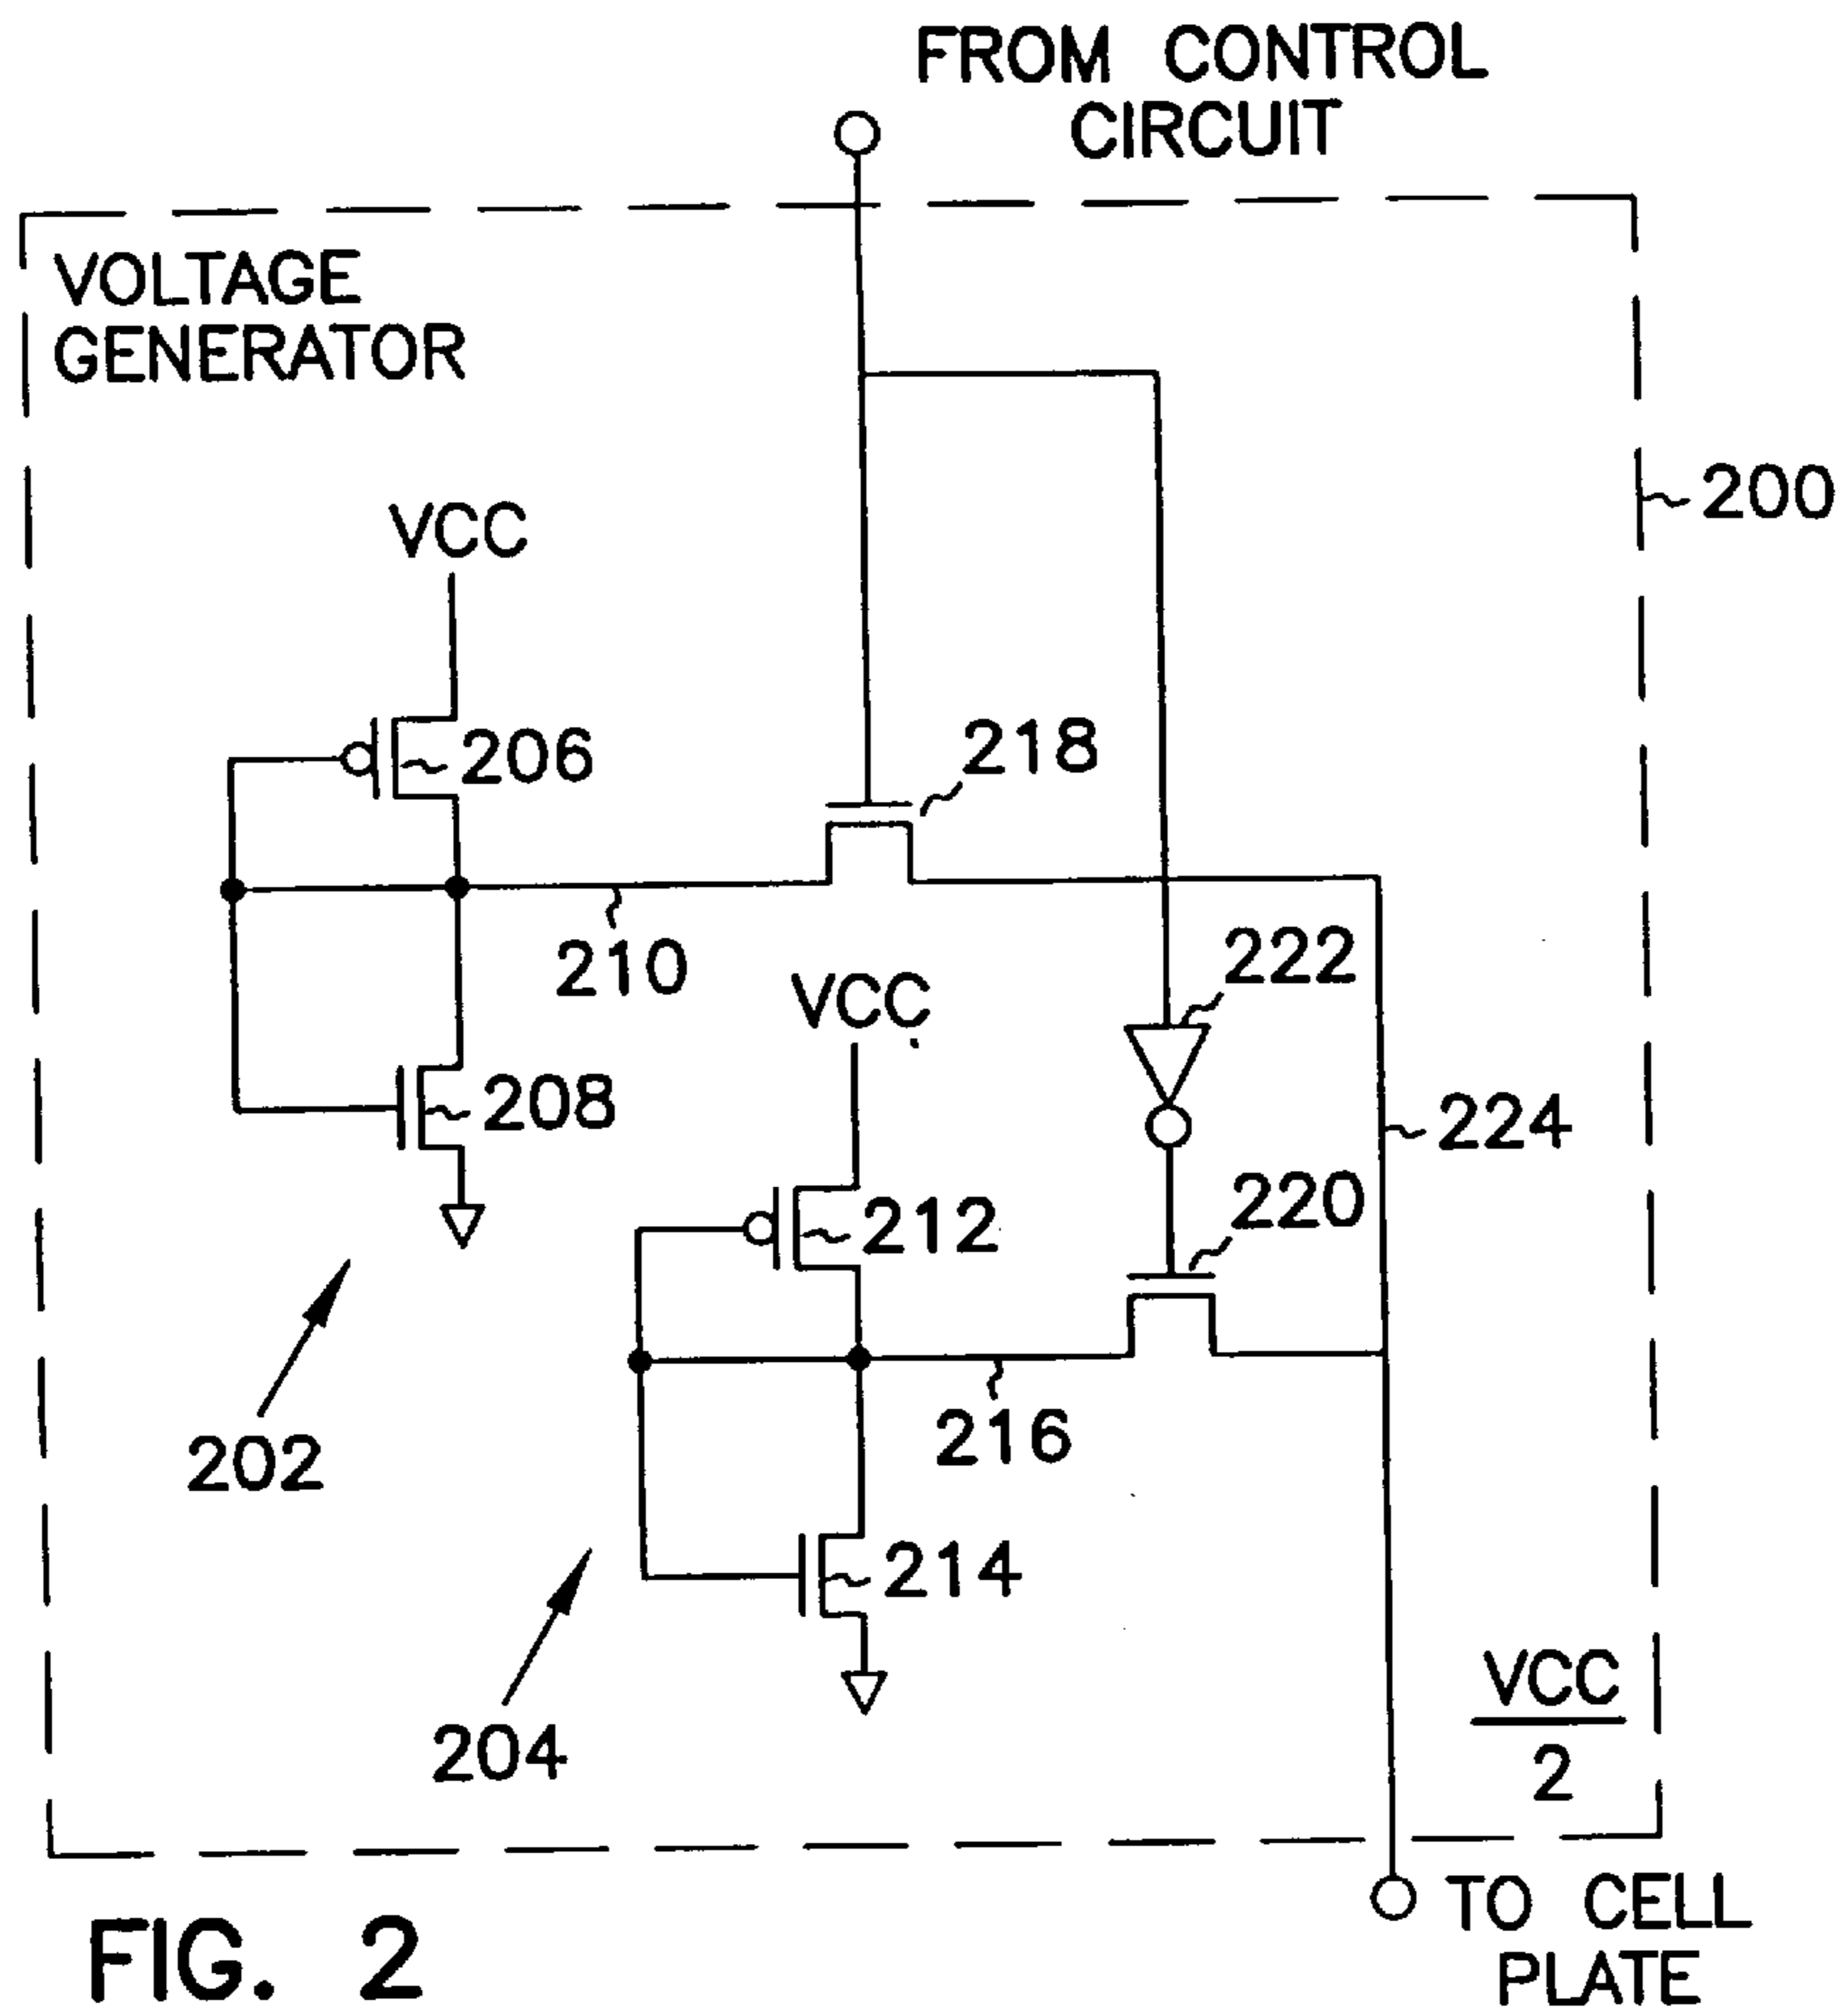 FROM CONTROL
CIRCUIT
VOLTAGE
GENERATOR
200
VCC
206
218
210
222
VCC
208
224
212
220
216
202
214
204
VCC
2
TO CELL
PLATE
FIG. 2